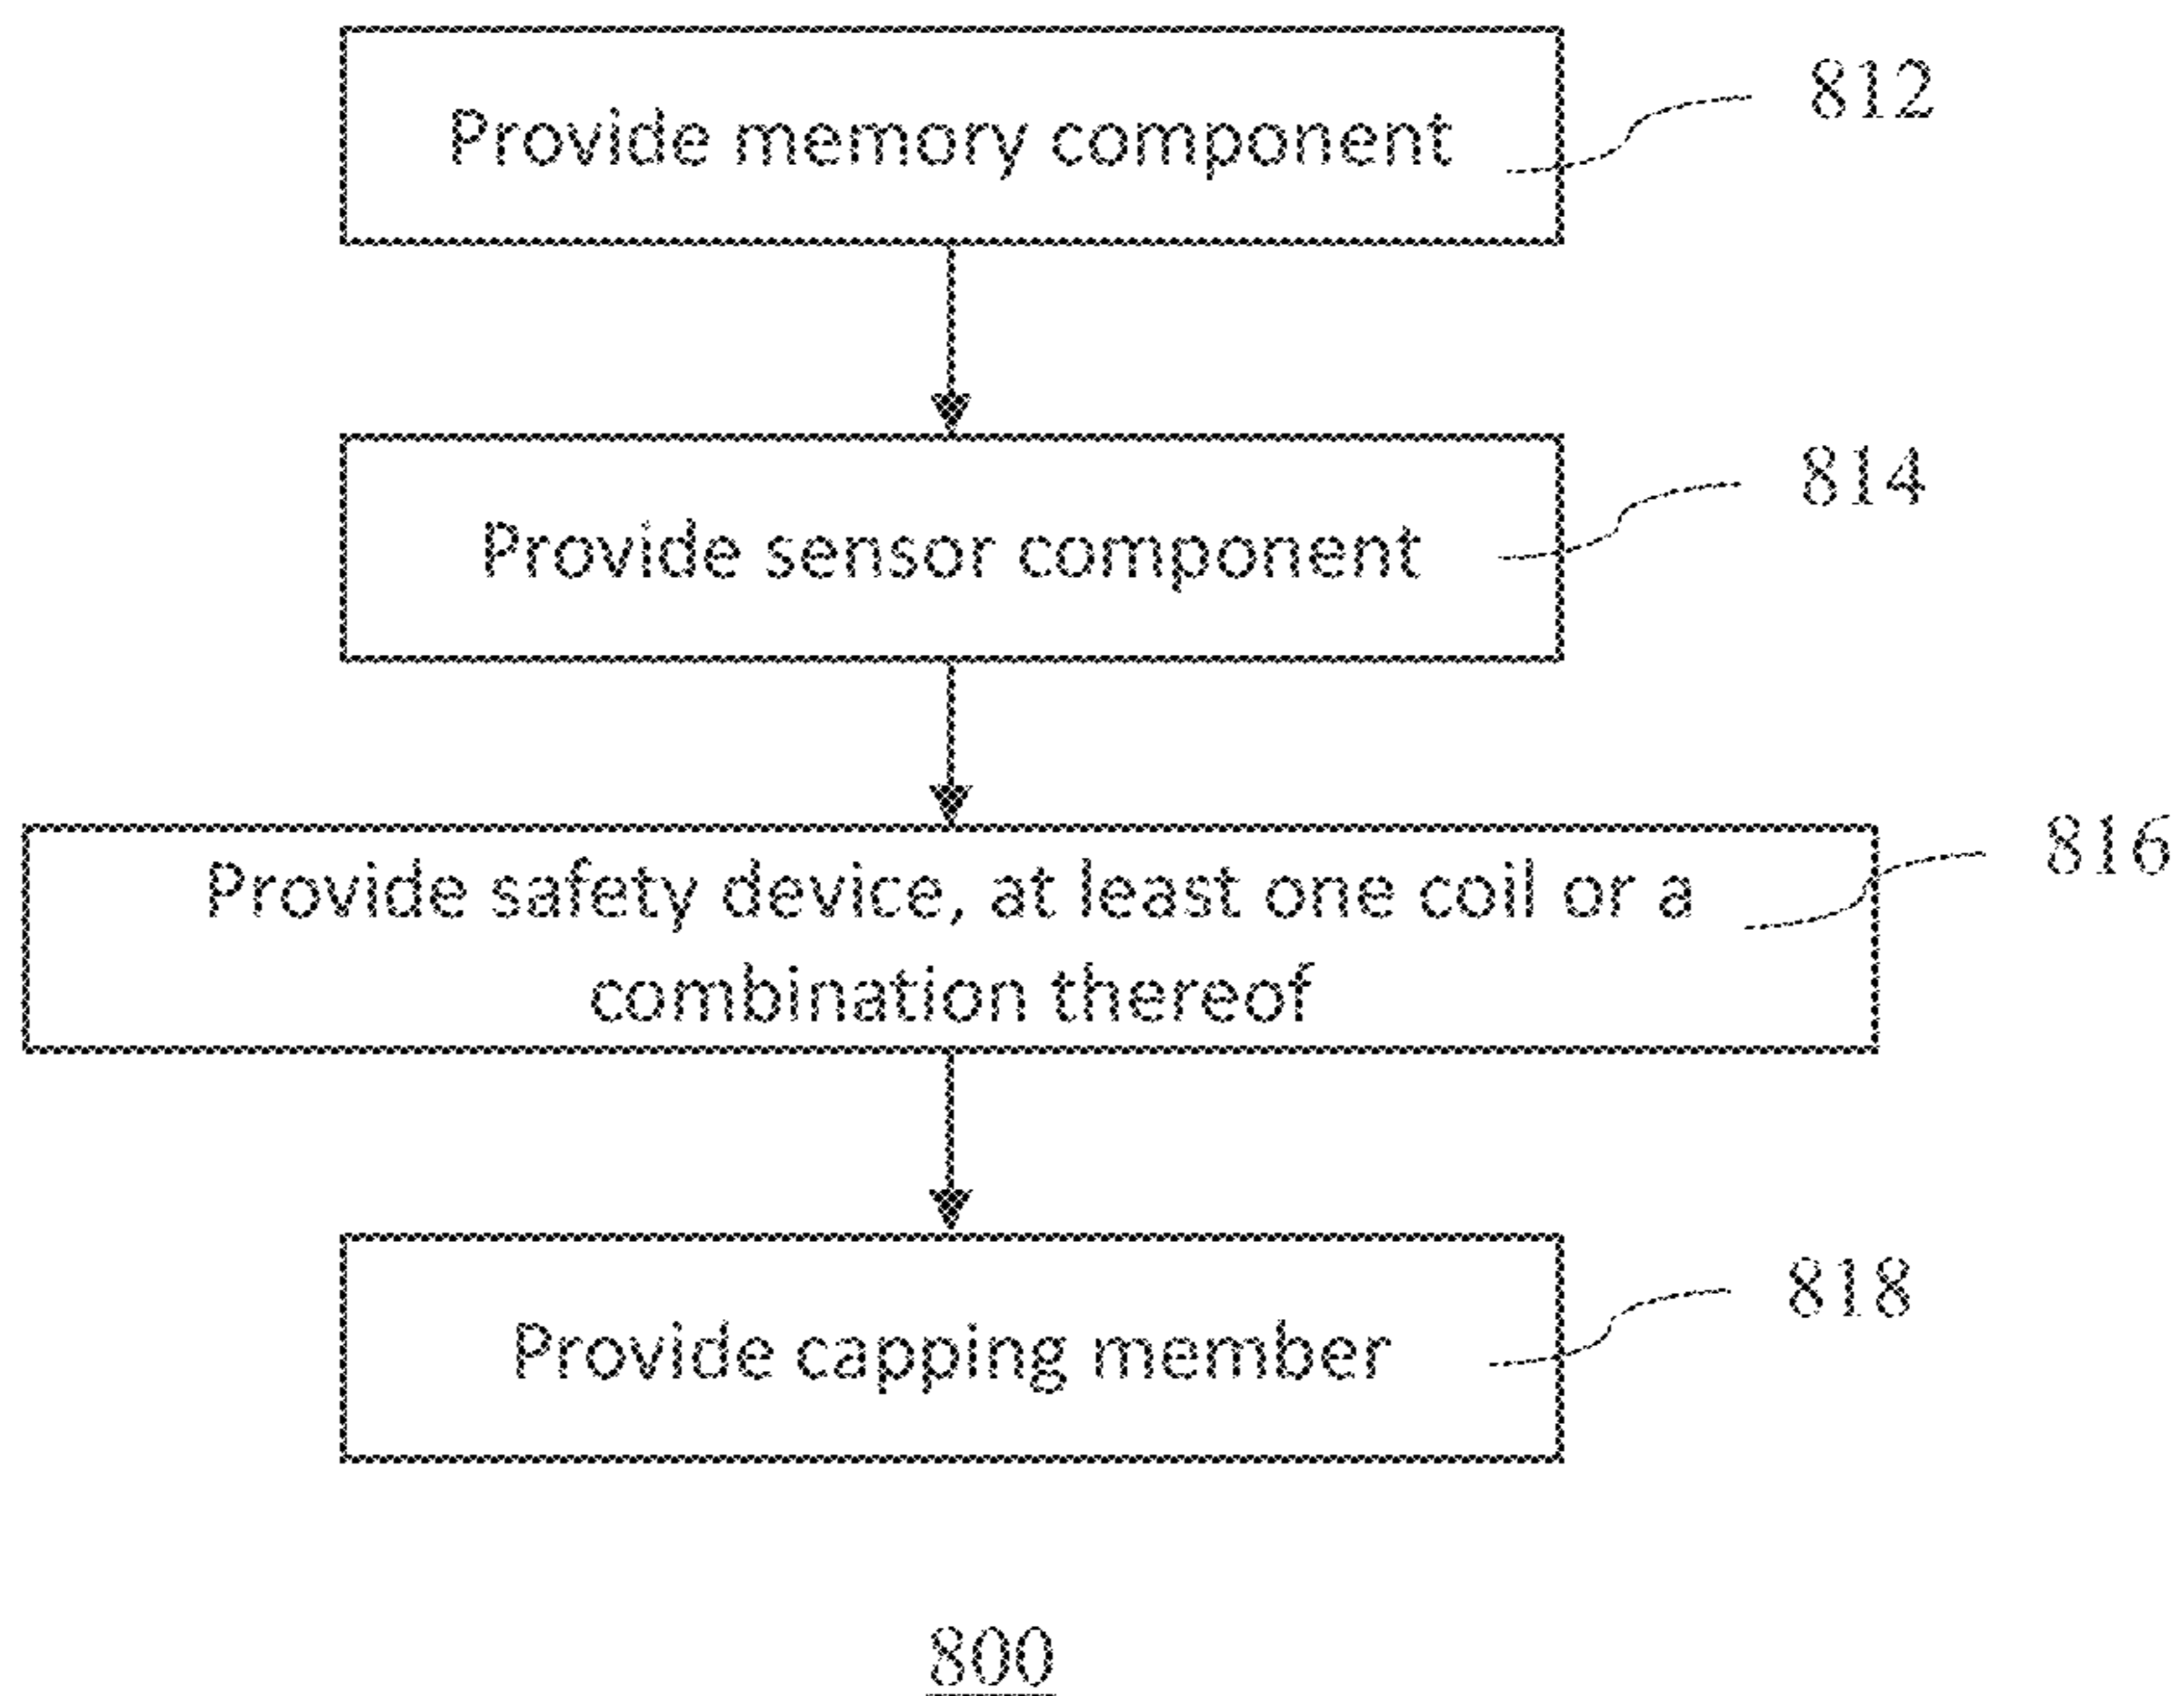 Provide memory component
812
Provide sensor component
814
Provide safety device, at least one coil or a
combination thereof
816
Provide capping member
818
800